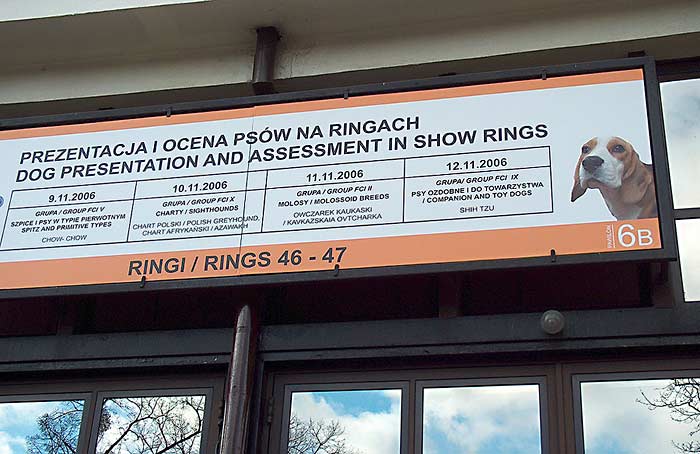 PREZENTACJA I OCENA PSÓW NA RINGACH
DOG PRESENTATION AND ASSESSMENT IN SHOW RINGS
9.11.2006
GRUPA / GROUP FCI V
SZPICE I PSY W TYPIE PIERWOTNYM
SPITZ AND PRIMITIVE TYPES
CHOW- CHOW
10.11.2006
GRUPA / GROUP FCI X
CHARTY / SIGHTHOUNDS
CHART POLSKI / POLISH GREYHOUND,
CHART AFRYKAŃSKI / AZAWAKH
11.11.2006
GRUPA / GROUP FCI II
MOLOSY / MOLOSSOID BREEDS
OWCZAREK KAUKASKI
/ KAVKAZSKAIA OVTCHARKA
12.11.2006
GRUPA/ GROUP FCI IX
PSY OZDOBNE I DO TOWARZYSTWA
/ COMPANION AND TOY DOGS
SHIH TZU
RINGI / RINGS 46 - 47
PAWILON
6B